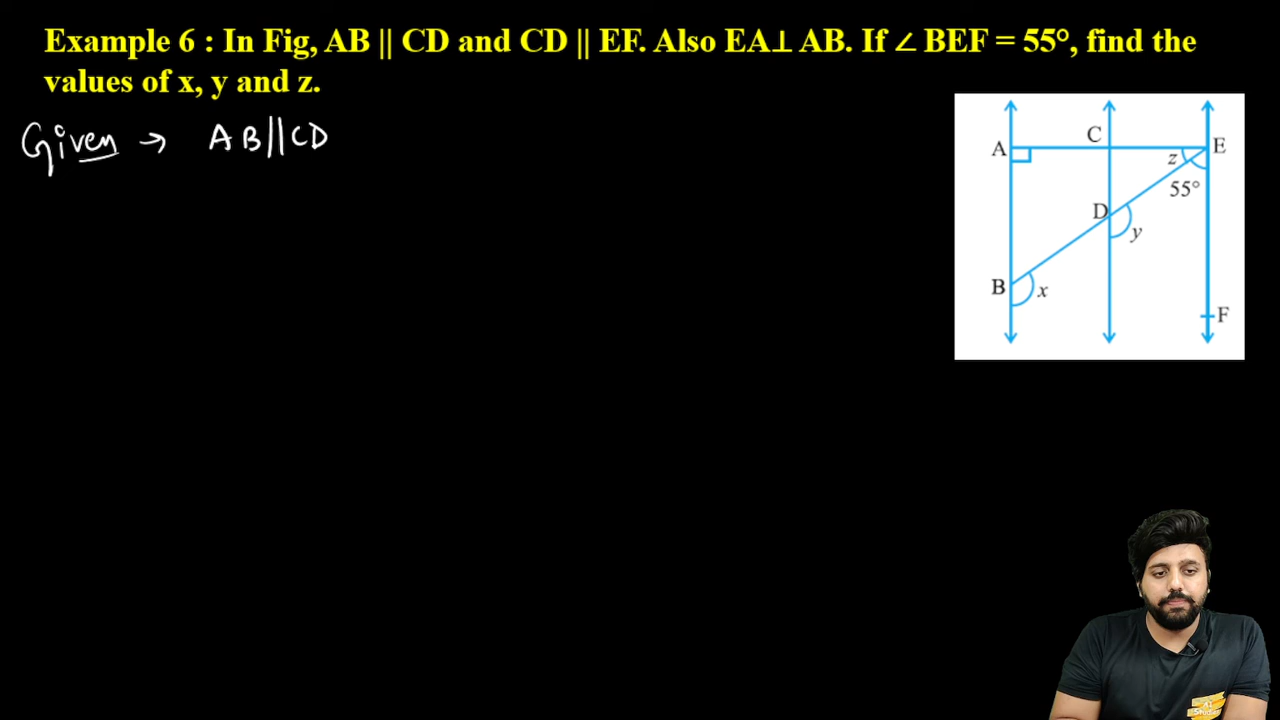 Example 6 : In Fig, AB || CD and CD || EF. Also EA⊥ AB. If ∠ BEF = 55°, find the
values of x, y and z.
Given → AB||CD
A
C
E
z
55°
D
y
B
x
F